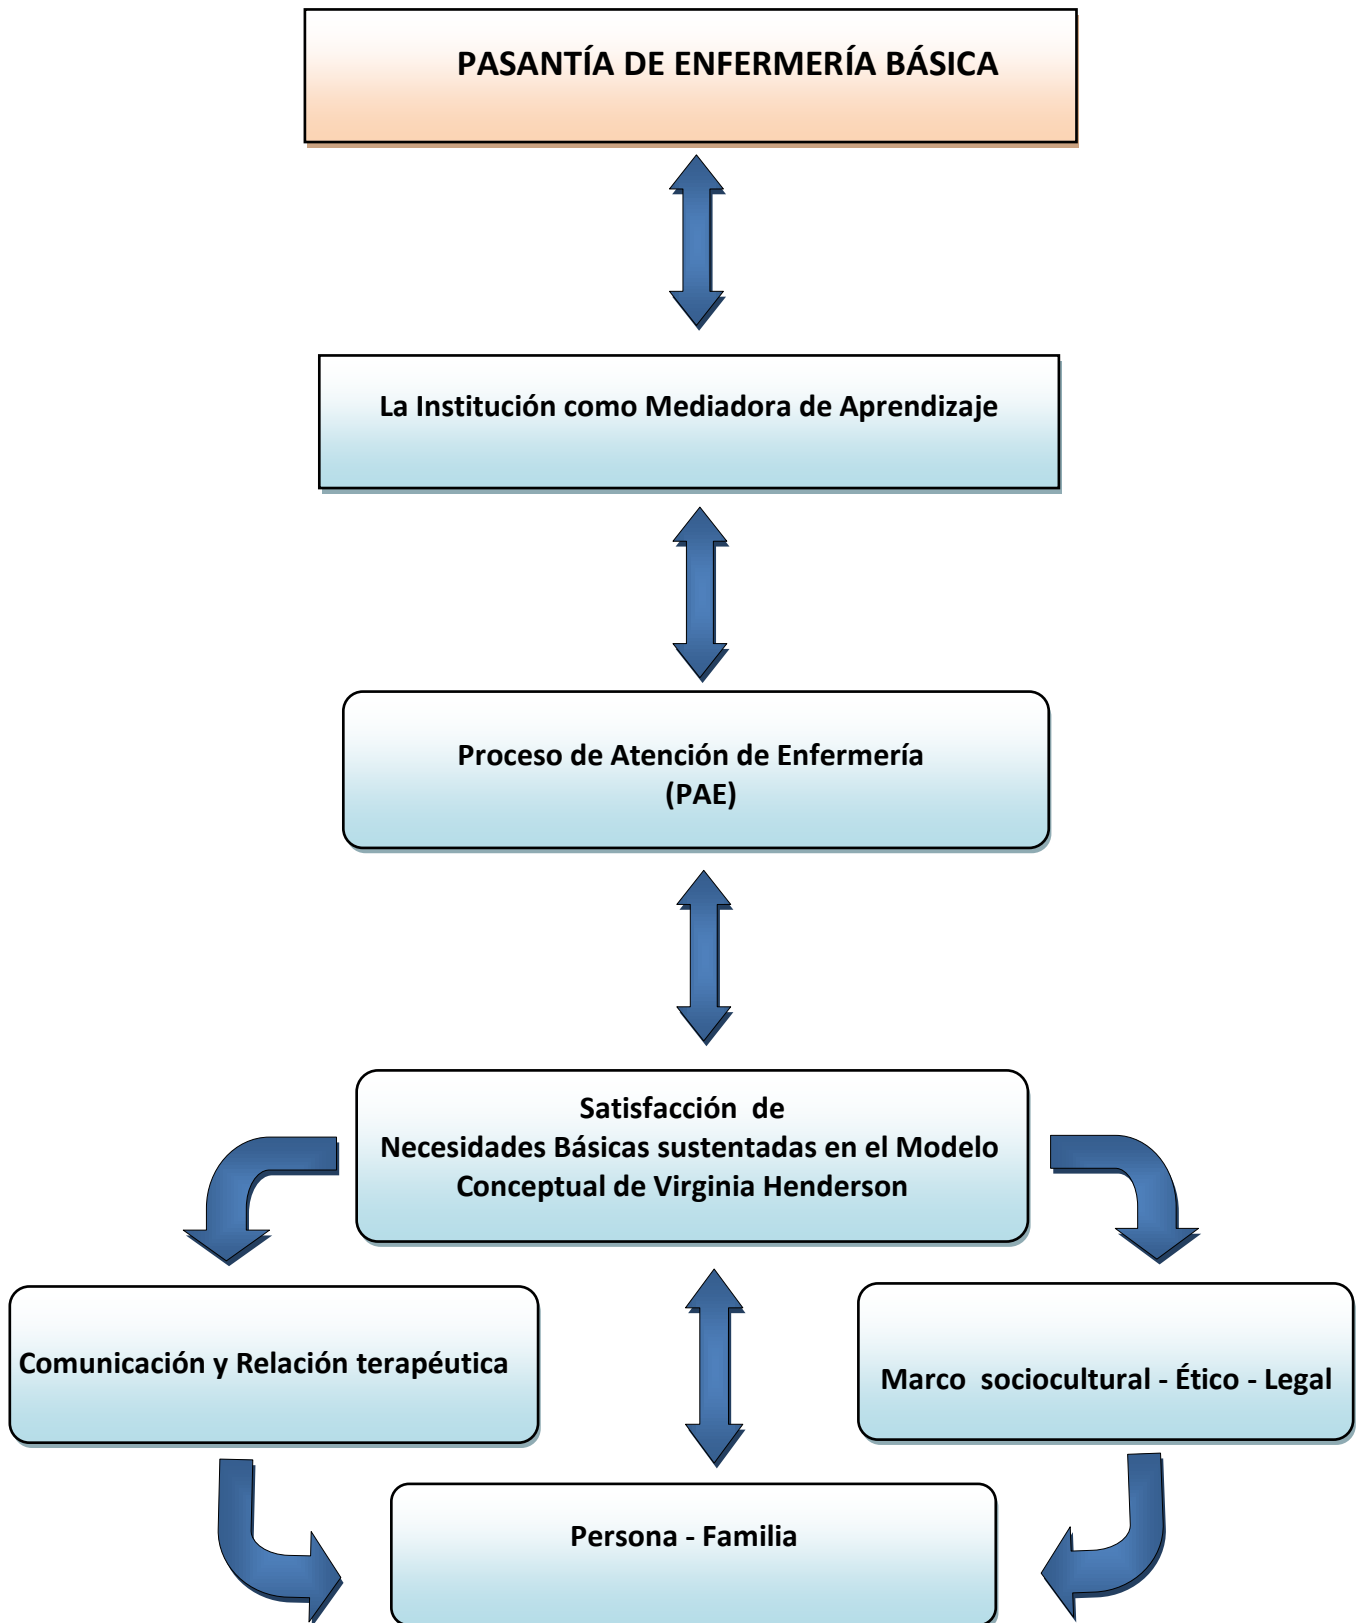 PASANTÍA DE ENFERMERÍA BÁSICA
La Institución como Mediadora de Aprendizaje
Proceso de Atención de Enfermería
(PAE)
Satisfacción de
Necesidades Básicas sustentadas en el Modelo
Conceptual de Virginia Henderson
Comunicación y Relación terapéutica
Marco sociocultural - Ético - Legal
Persona - Familia